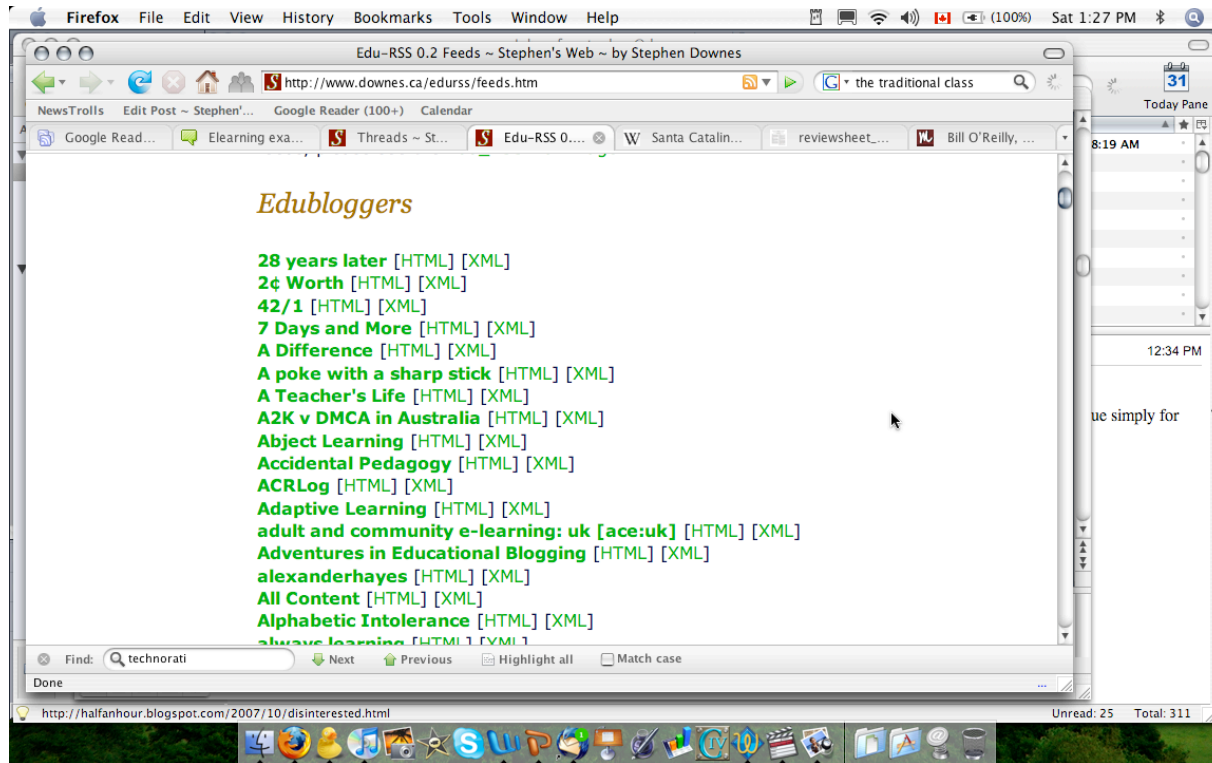 Firefox File Edit View History Bookmarks Tools Window Help (100%) Sat 1:27 PM
Edu-RSS 0.2 Feeds ~ Stephen's Web ~ by Stephen Downes
http://www.downes.ca/edurss/feeds.htm the traditional class
31
Today Pane
NewsTrolls Edit Post ~ Stephen'... Google Reader (100+) Calendar
Google Read... Elearning exa... Threads ~ St... Edu-RSS 0.... Santa Catalin... reviewsheet_... Bill O'Reilly, ...
8:19 AM
Edubloggers
28 years later [HTML] [XML]
2¢ Worth [HTML] [XML]
42/1 [HTML] [XML]
7 Days and More [HTML] [XML]
12:34 PM
A Difference [HTML] [XML]
A poke with a sharp stick [HTML] [XML]
A Teacher's Life [HTML] [XML]
A2K v DMCA in Australia [HTML] [XML]
ue simply for
Abject Learning [HTML] [XML]
Accidental Pedagogy [HTML] [XML]
ACRLog [HTML] [XML]
Adaptive Learning [HTML] [XML]
adult and community e-learning: uk [ace:uk] [HTML] [XML]
Adventures in Educational Blogging [HTML] [XML]
alexanderhayes [HTML] [XML]
All Content [HTML] [XML]
Alphabetic Intolerance [HTML] [XML]
always learning [HTML] [XML]
Find: technorati Next Previous Highlight all Match case
Done
http://halfanhour.blogspot.com/2007/10/disinterested.html Unread: 25 Total: 311